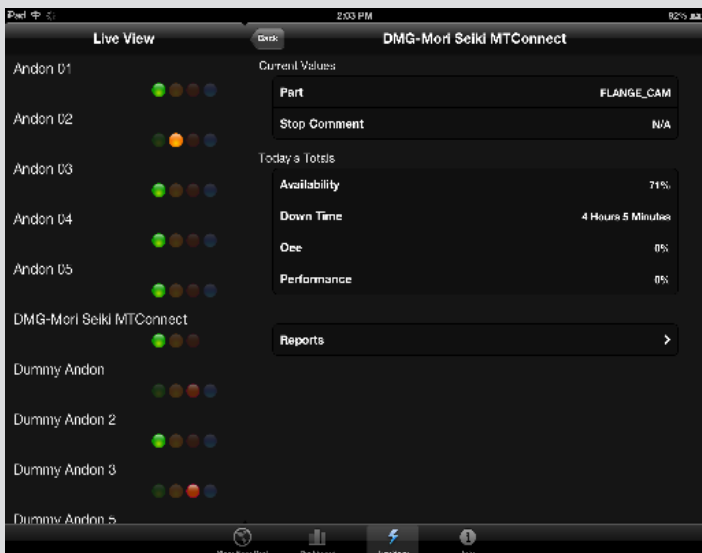 iPad
2:03 PM
92%
Live View
Back
DMG-Mori Seiki MTConnect
Andon 01
Andon 02
Andon 03
Andon 04
Andon 05
DMG-Mori Seiki MTConnect
Dummy Andon
Dummy Andon 2
Dummy Andon 3
Dummy Andon 5
Current Values
Part FLANGE_CAM
Stop Comment N/A
Today's Totals
Availability 71%
Down Time 4 Hours 5 Minutes
Oee 0%
Performance 0%
Reports